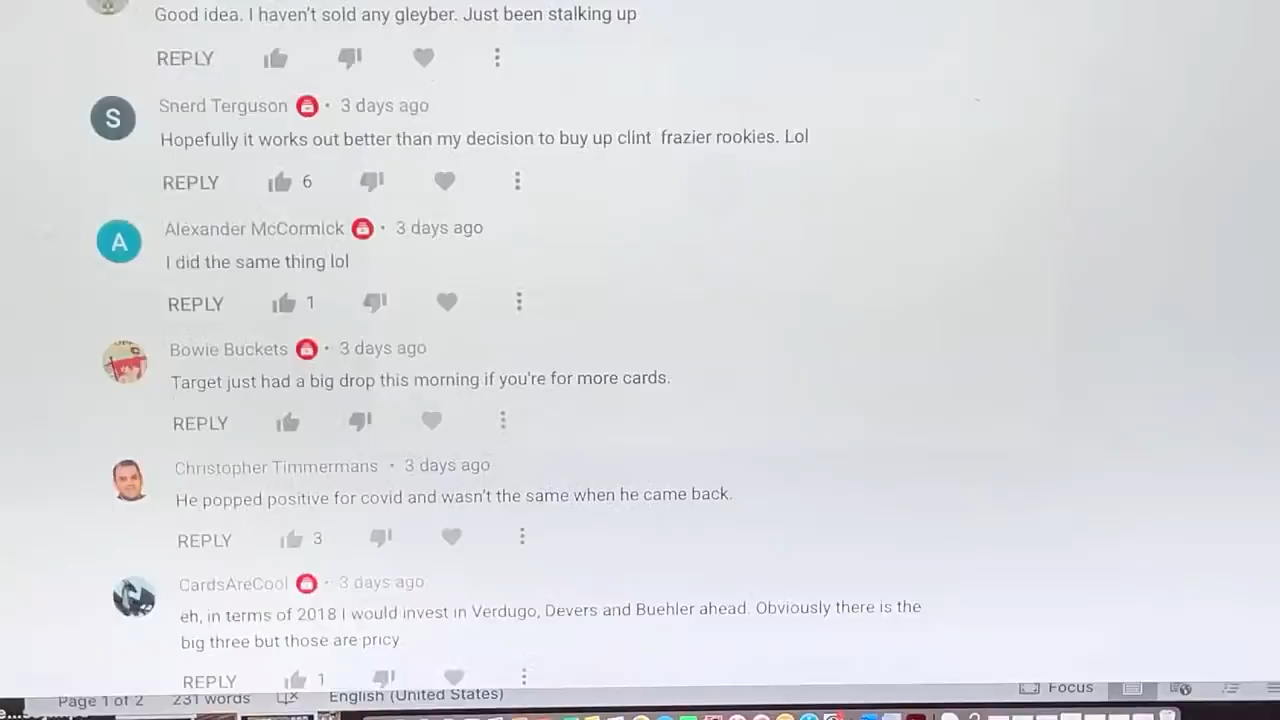 Good idea. I haven't sold any gleyber. Just been stalking up
REPLY
S
Snerd Terguson • 3 days ago
Hopefully it works out better than my decision to buy up clint frazier rookies. Lol
REPLY 6
A
Alexander McCormick • 3 days ago
I did the same thing lol
REPLY 1
Bowie Buckets • 3 days ago
Target just had a big drop this morning if you're for more cards.
REPLY
Christopher Timmermans • 3 days ago
He popped positive for covid and wasn't the same when he came back.
REPLY 3
CardsAreCool • 3 days ago
eh, in terms of 2018 I would invest in Verdugo, Devers and Buehler ahead. Obviously there is the
big three but those are pricy
REPLY 1
Page 1 of 2 231 words English (United States) Focus